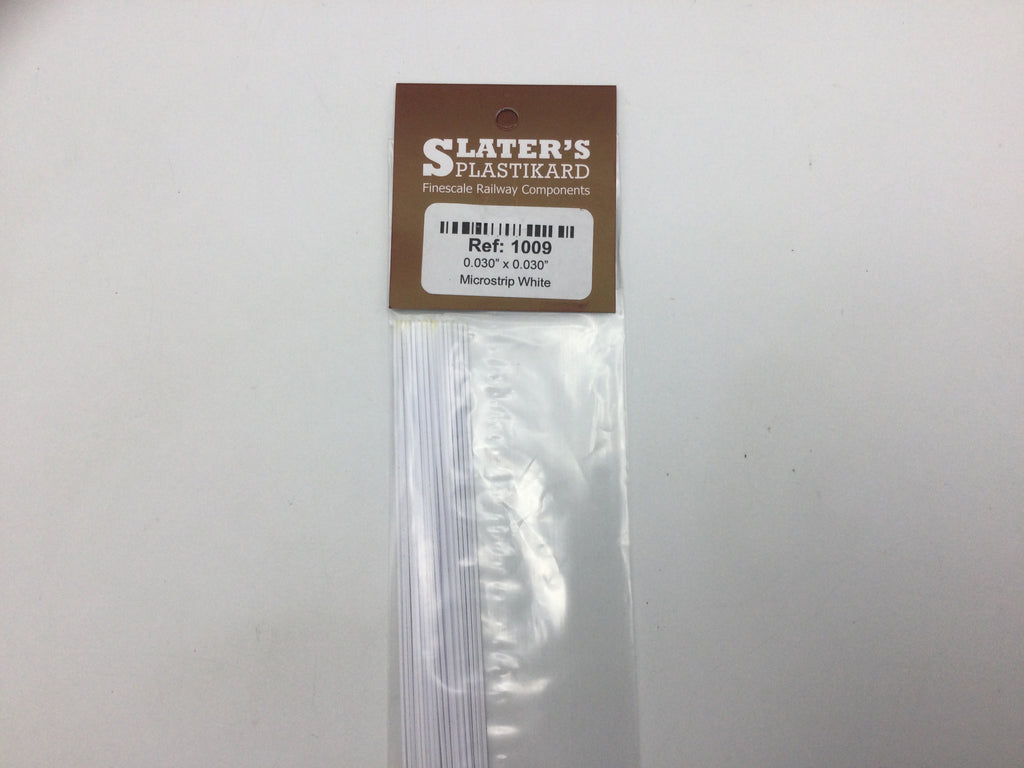 SLATER'S
PLASTIKARD
Finescale Railway Components
Ref: 1009
0.030" x 0.030"
Microstrip White